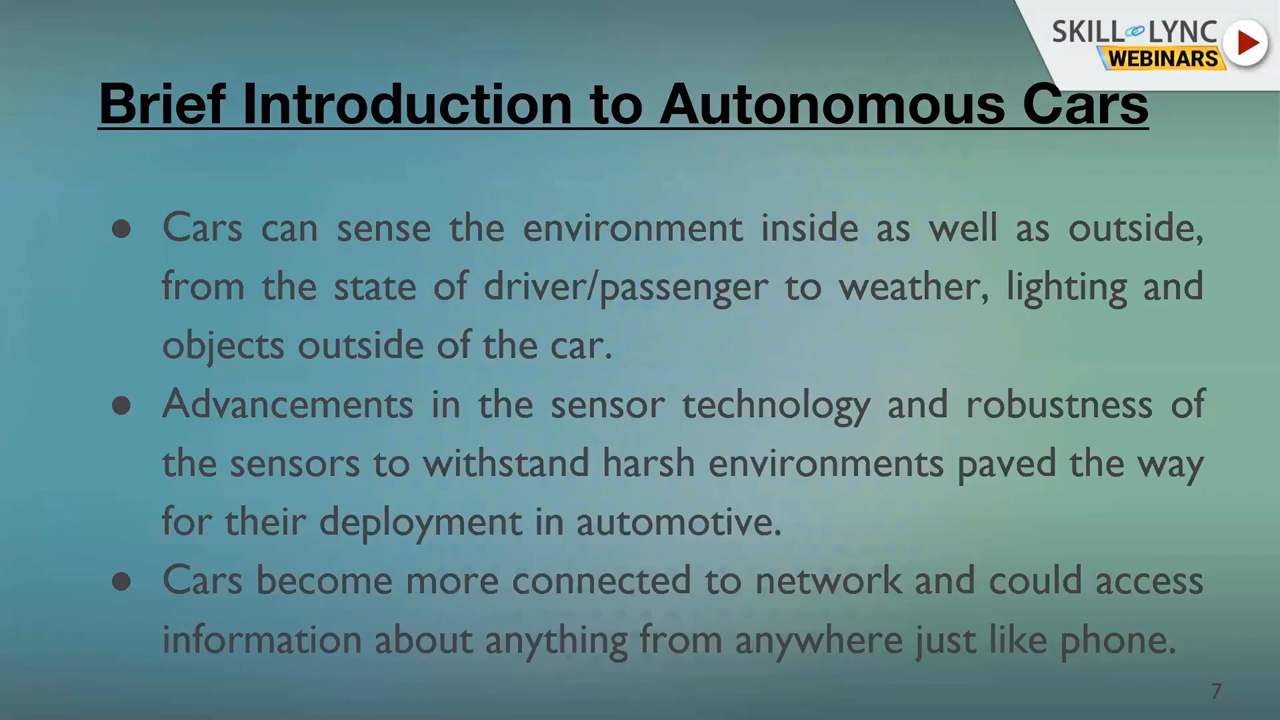 SKILL LYNC
WEBINARS
Brief Introduction to Autonomous Cars
● Cars can sense the environment inside as well as outside,
from the state of driver/passenger to weather, lighting and
objects outside of the car.
● Advancements in the sensor technology and robustness of
the sensors to withstand harsh environments paved the way
for their deployment in automotive.
● Cars become more connected to network and could access
information about anything from anywhere just like phone.
7